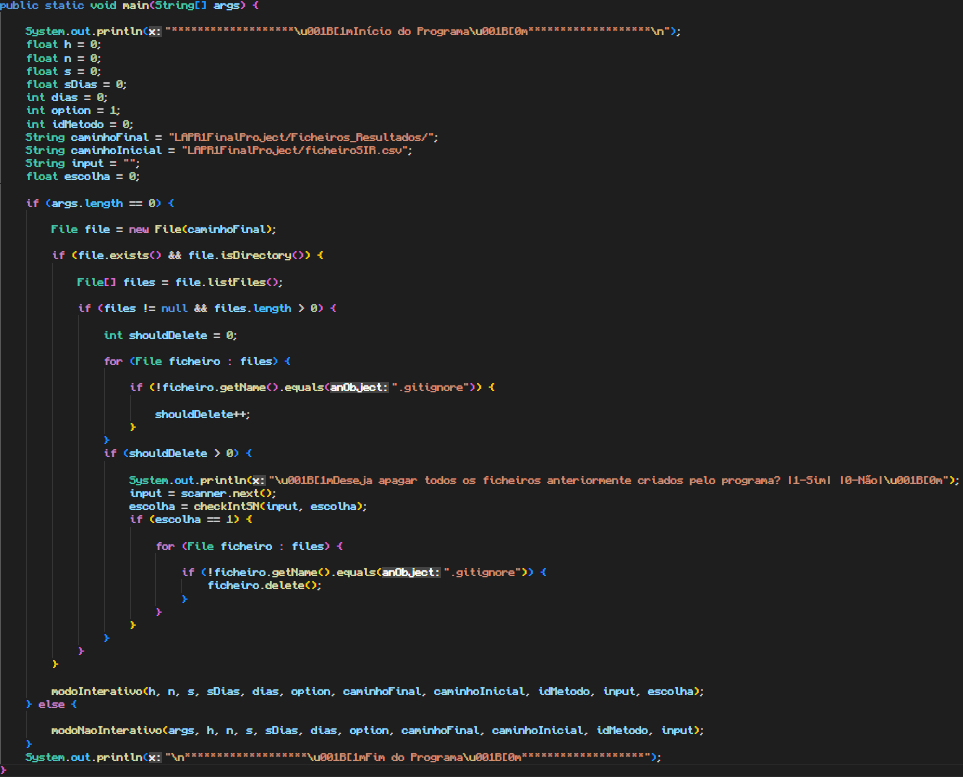 public static void main(String[] args) {
System.out.println(x: "*******************\u001B[1mInício do Programa\u001B[0m*******************\n");
float h = 0;
float n = 0;
float s = 0;
float sDias = 0;
int dias = 0;
int option = 1;
int idMetodo = 0;
String caminhoFinal = "LAPR1FinalProject/Ficheiros_Resultados/";
String caminhoInicial = "LAPR1FinalProject/ficheiroSIR.csv";
String input = "";
float escolha = 0;
if (args.length == 0) {
File file = new File(caminhoFinal);
if (file.exists() && file.isDirectory()) {
File[] files = file.listFiles();
if (files != null && files.length > 0) {
int shouldDelete = 0;
for (File ficheiro : files) {
if (!ficheiro.getName().equals(anObject: ".gitignore")) {
shouldDelete++;
}
}
if (shouldDelete > 0) {
System.out.println(x: "\u001B[1mDeseja apagar todos os ficheiros anteriormente criados pelo programa? |1-Sim| |0-Não|\u001B[0m");
input = scanner.next();
escolha = checkIntSN(input, escolha);
if (escolha == 1) {
for (File ficheiro : files) {
if (!ficheiro.getName().equals(anObject: ".gitignore")) {
ficheiro.delete();
}
}
}
}
}
}
modoInterativo(h, n, s, sDias, dias, option, caminhoFinal, caminhoInicial, idMetodo, input, escolha);
} else {
modoNaoInterativo(args, h, n, s, sDias, dias, option, caminhoFinal, caminhoInicial, idMetodo, input);
}
System.out.println(x: "\n*******************\u001B[1mFim do Programa\u001B[0m*******************");
}